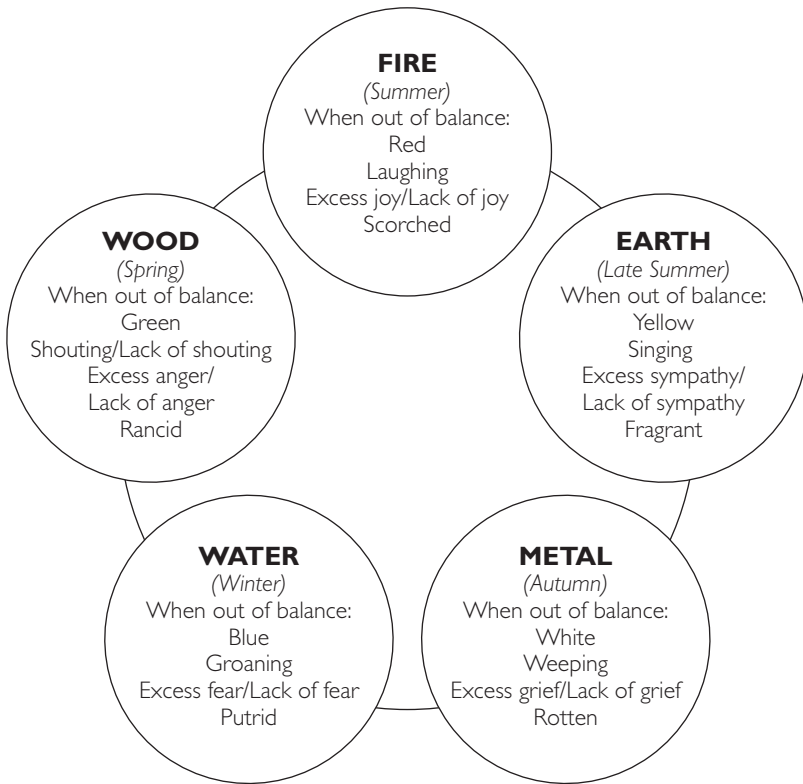 FIRE
(Summer)
When out of balance:
Red
Laughing
Excess joy/Lack of joy
Scorched
WOOD
(Spring)
When out of balance:
Green
Shouting/Lack of shouting
Excess anger/
Lack of anger
Rancid
EARTH
(Late Summer)
When out of balance:
Yellow
Singing
Excess sympathy/
Lack of sympathy
Fragrant
WATER
(Winter)
When out of balance:
Blue
Groaning
Excess fear/Lack of fear
Putrid
METAL
(Autumn)
When out of balance:
White
Weeping
Excess grief/Lack of grief
Rotten